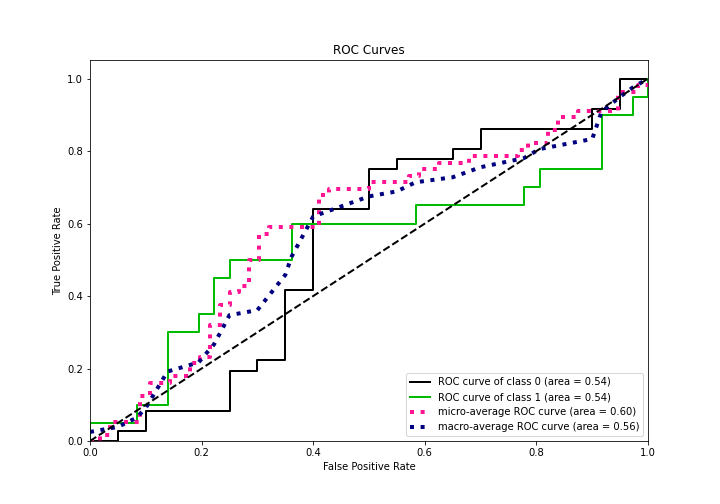 ROC Curves
True Positive Rate
1.0
0.8
0.6
0.4
0.2
0.0
0.0 0.2 0.4 0.6 0.8 1.0
False Positive Rate
ROC curve of class 0 (area = 0.54)
ROC curve of class 1 (area = 0.54)
micro-average ROC curve (area = 0.60)
macro-average ROC curve (area = 0.56)